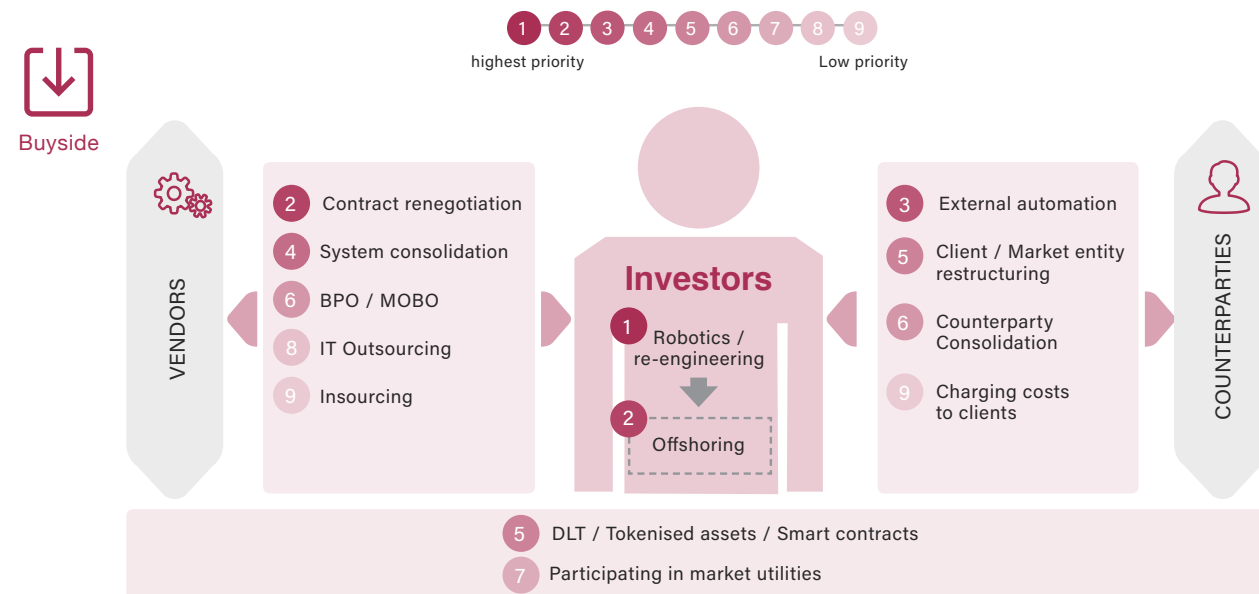 1 2 3 4 5 6 7 8 9
highest priority
Low priority
Buyside
VENDORS
2 Contract renegotiation
4 System consolidation
6 BPO / MOBO
8 IT Outsourcing
9 Insourcing
Investors
1 Robotics /
re-engineering
2 Offshoring
3 External automation
5 Client / Market entity
restructuring
6 Counterparty
Consolidation
9 Charging costs
to clients
COUNTERPARTIES
5 DLT / Tokenised assets / Smart contracts
7 Participating in market utilities